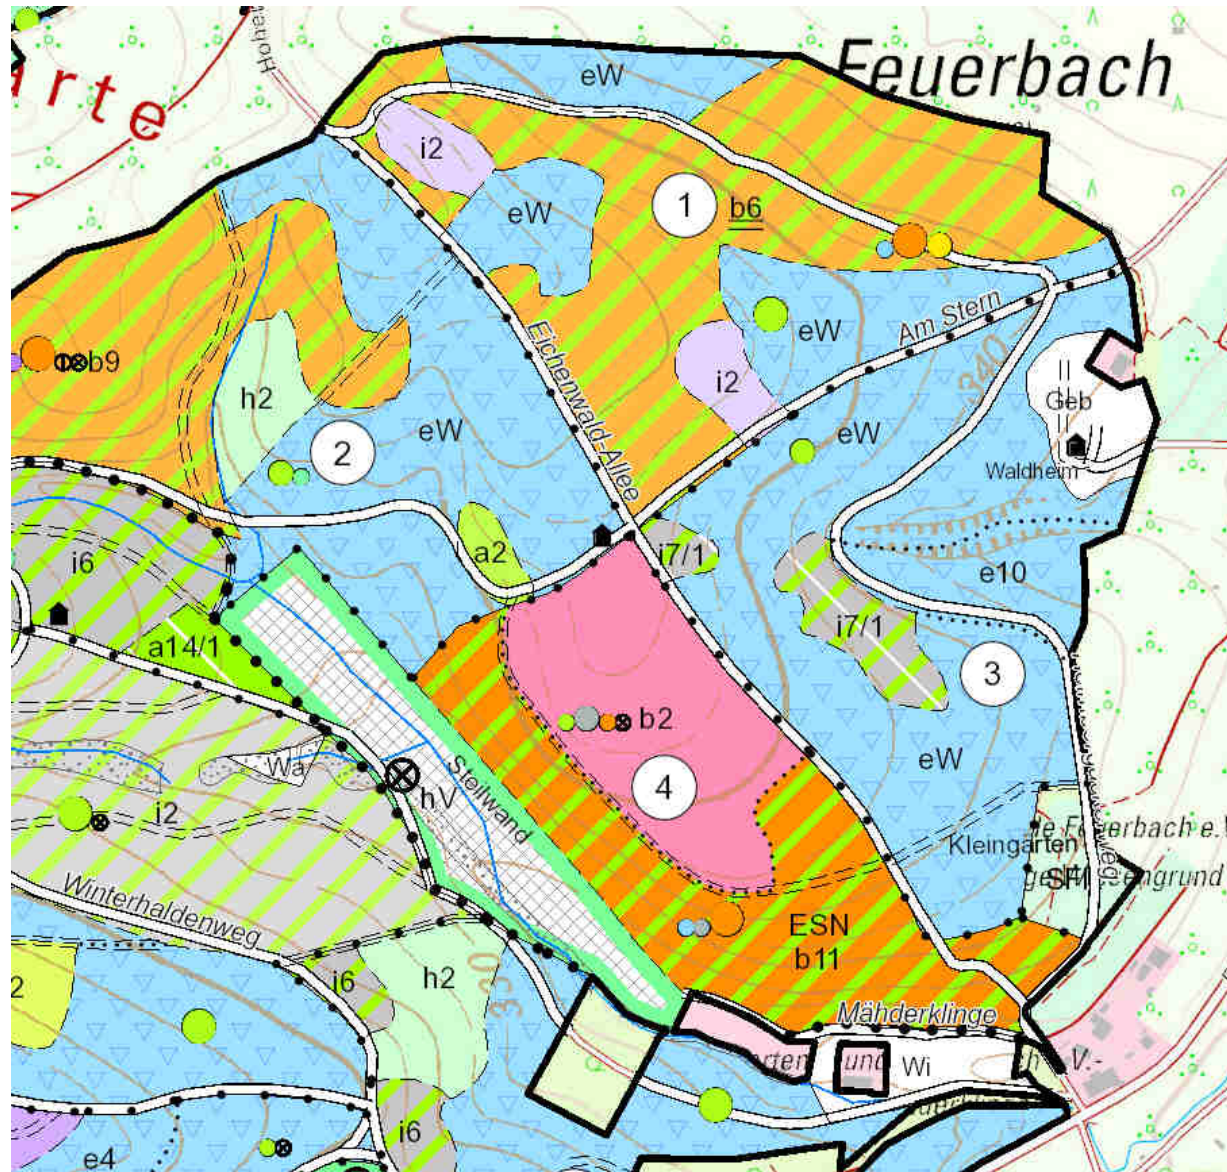 Feuerbach
arte
eW
i2
eW
1
b6
eW
i2
Am Stern
340
Eichenwald-Allee
b9
h2
2
eW
eW
Geb
Waldheim
a2
i7/1
e10
i6
i7/1
a14/1
3
b2
4
eW
Wa
hV
Steilwand
i2
Kleingärten
Winterhaldenweg
ESN
b11
h2
i6
2
Mähderklinge
Wi
V.-
i6
e4